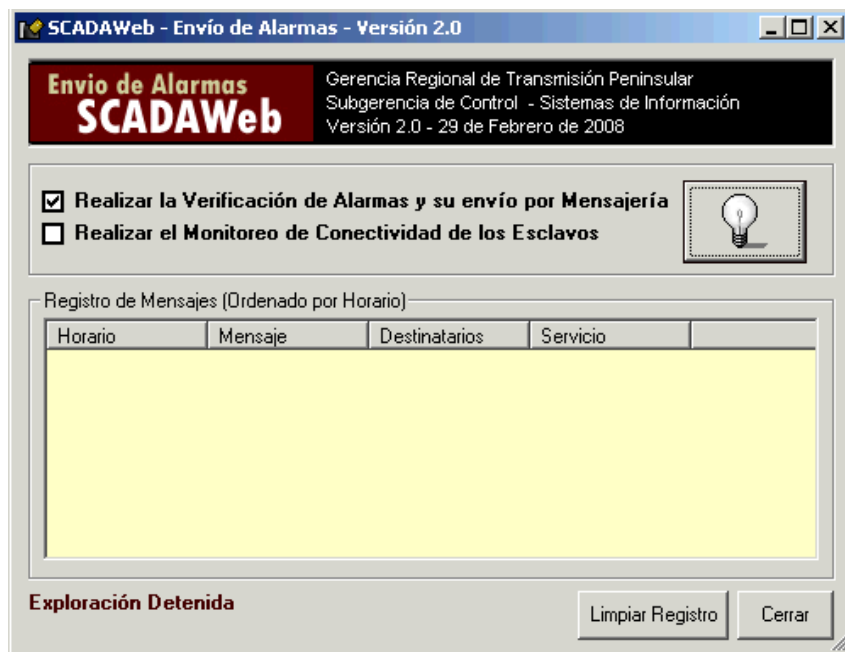 SCADAWeb - Envío de Alarmas - Versión 2.0
Envio de Alarmas
SCADAWeb
Gerencia Regional de Transmisión Peninsular
Subgerencia de Control - Sistemas de Información
Versión 2.0 - 29 de Febrero de 2008
Realizar la Verificación de Alarmas y su envío por Mensajería
Realizar el Monitoreo de Conectividad de los Esclavos
Registro de Mensajes (Ordenado por Horario)
Horario Mensaje Destinatarios Servicio
Exploración Detenida
Limpiar Registro Cerrar